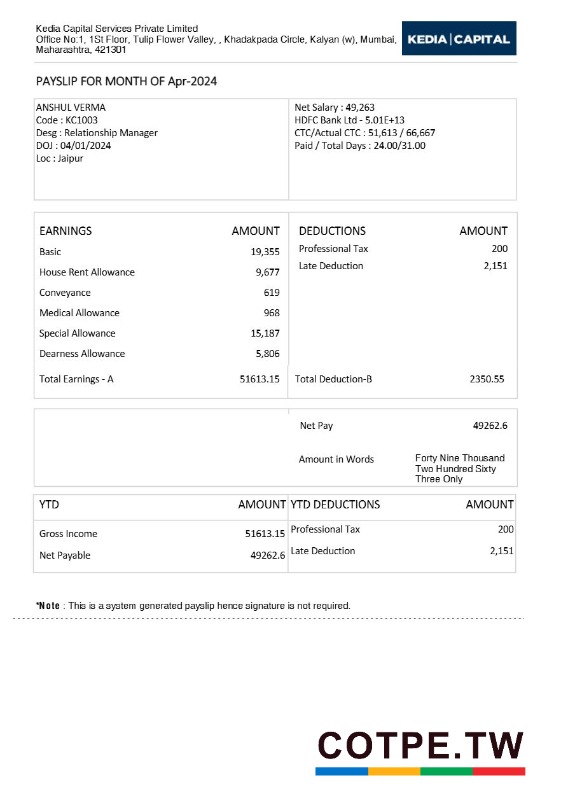 Kedia Capital Services Private Limited
Office No:1, 1St Floor, Tulip Flower Valley, , Khadakpada Circle, Kalyan (w), Mumbai,
Maharashtra, 421301
KEDIA | CAPITAL
PAYSLIP FOR MONTH OF Apr-2024
ANSHUL VERMA
Code : KC1003
Desg : Relationship Manager
DOJ : 04/01/2024
Loc : Jaipur
Net Salary : 49,263
HDFC Bank Ltd - 5.01E+13
CTC/Actual CTC : 51,613 / 66,667
Paid / Total Days : 24.00/31.00
EARNINGS AMOUNT
Basic 19,355
House Rent Allowance 9,677
Conveyance 619
Medical Allowance 968
Special Allowance 15,187
Dearness Allowance 5,806
Total Earnings - A 51613.15
DEDUCTIONS AMOUNT
Professional Tax 200
Late Deduction 2,151
Total Deduction-B 2350.55
Net Pay 49262.6
Amount in Words Forty Nine Thousand
Two Hundred Sixty
Three Only
YTD AMOUNT
Gross Income 51613.15
Net Payable 49262.6
YTD DEDUCTIONS AMOUNT
Professional Tax 200
Late Deduction 2,151
*Note : This is a system generated payslip hence signature is not required.
COTPE.TW